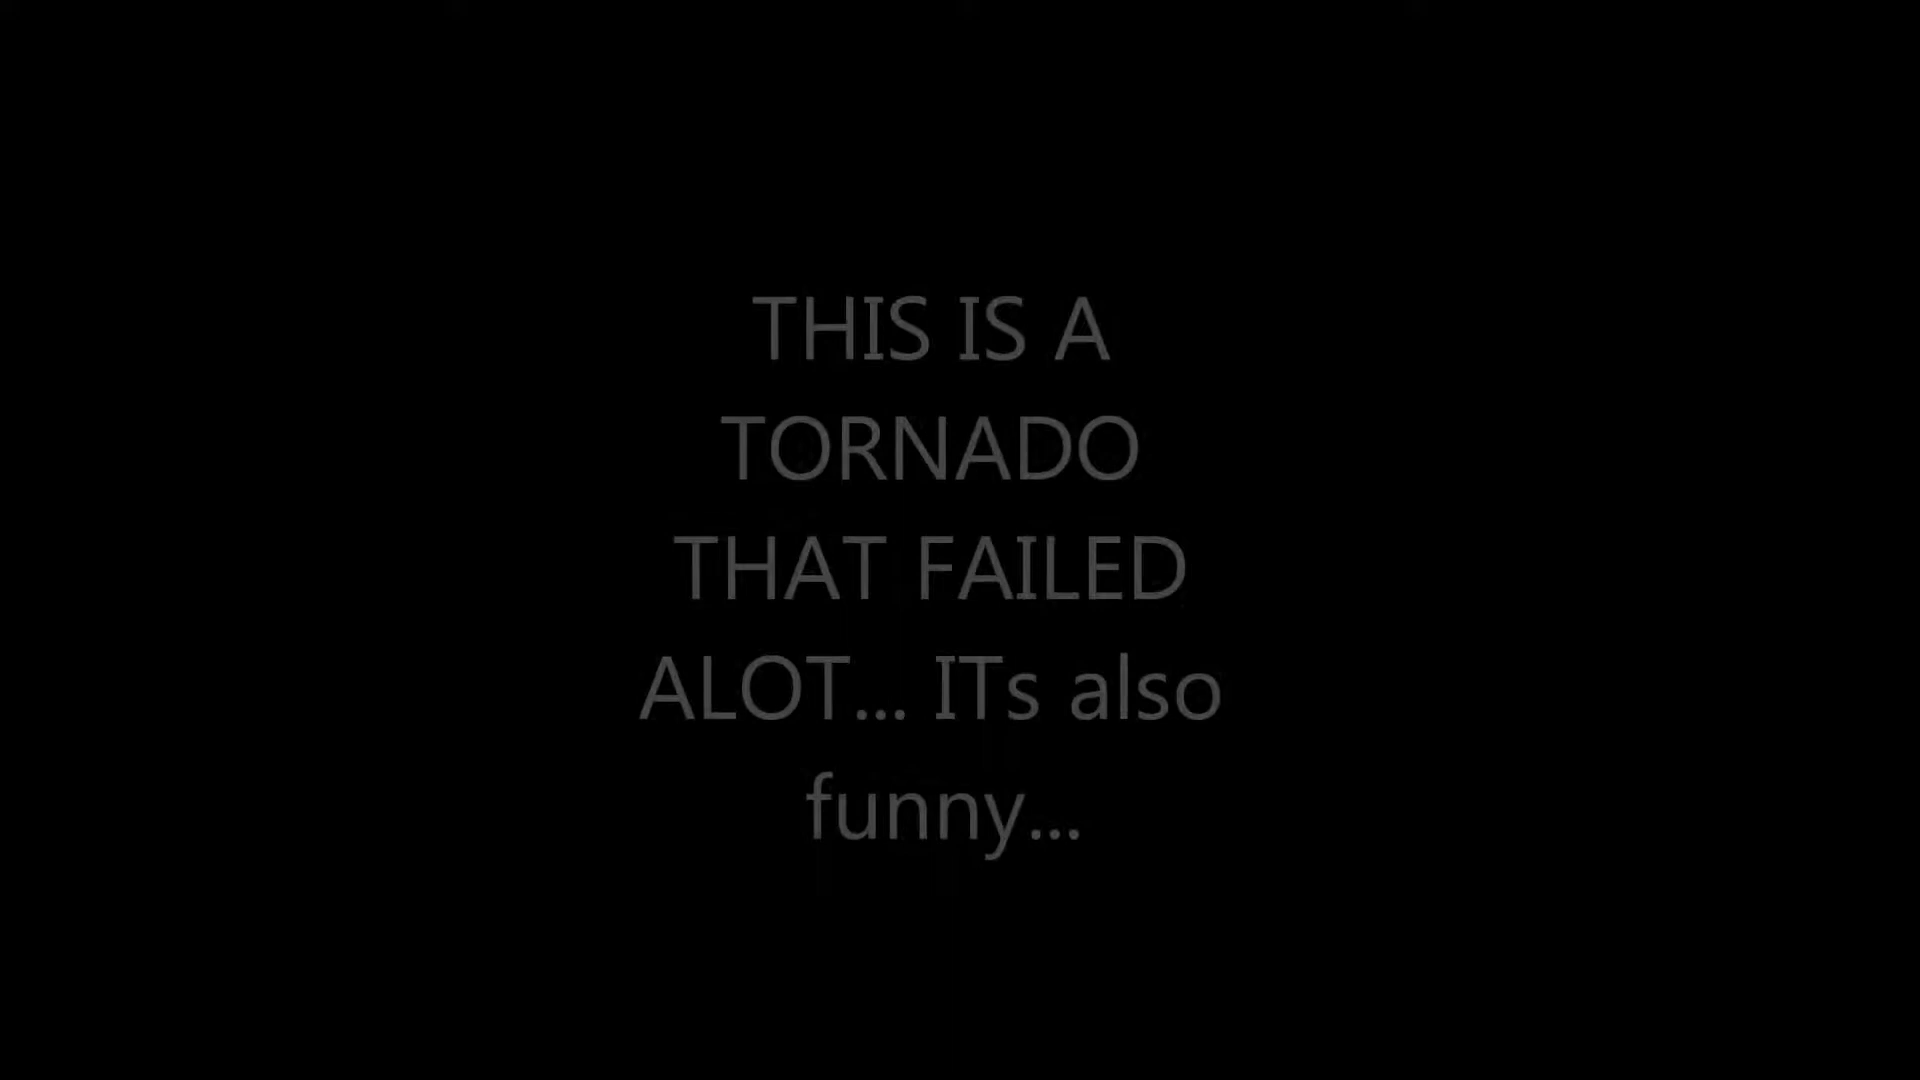 THIS IS A
TORNADO
THAT FAILED
ALOT... ITs also
funny...